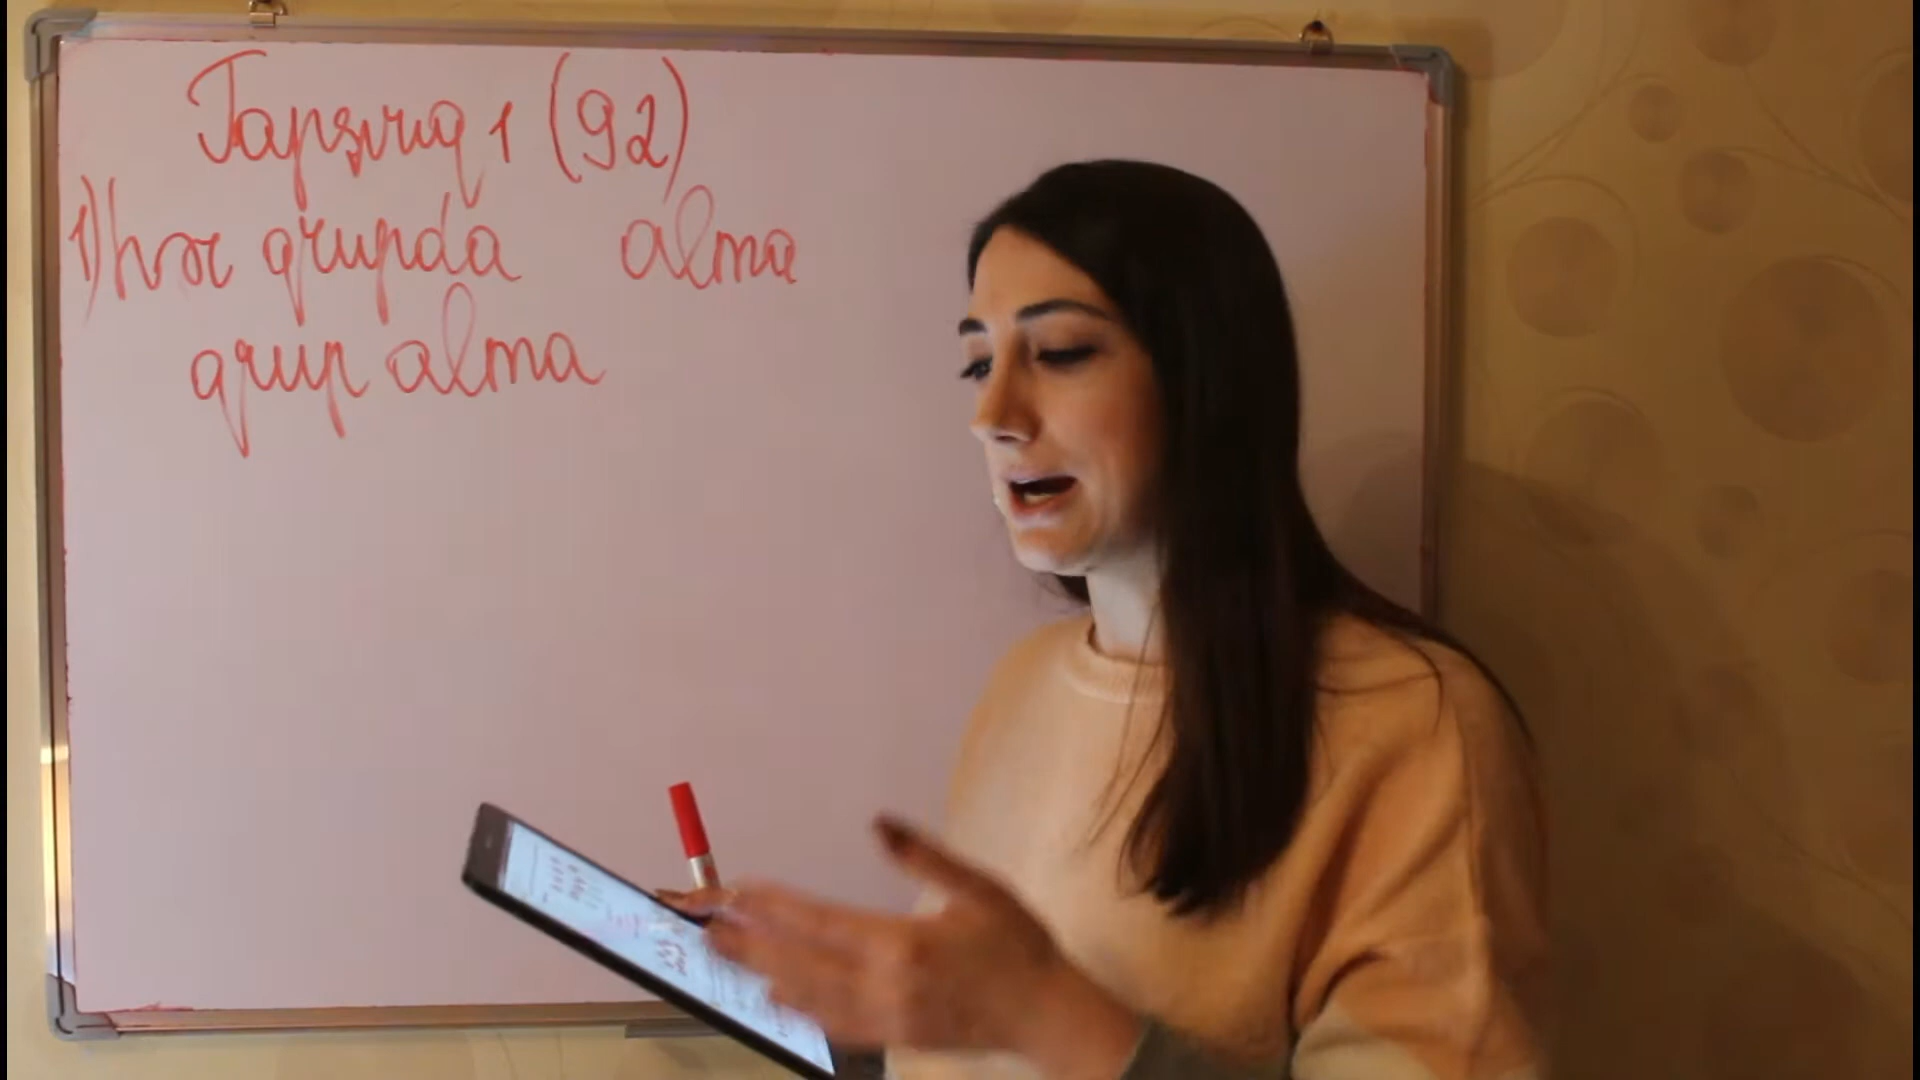 Tapşırıq 1 (92)
1) hər qrupda alma
qrup alma